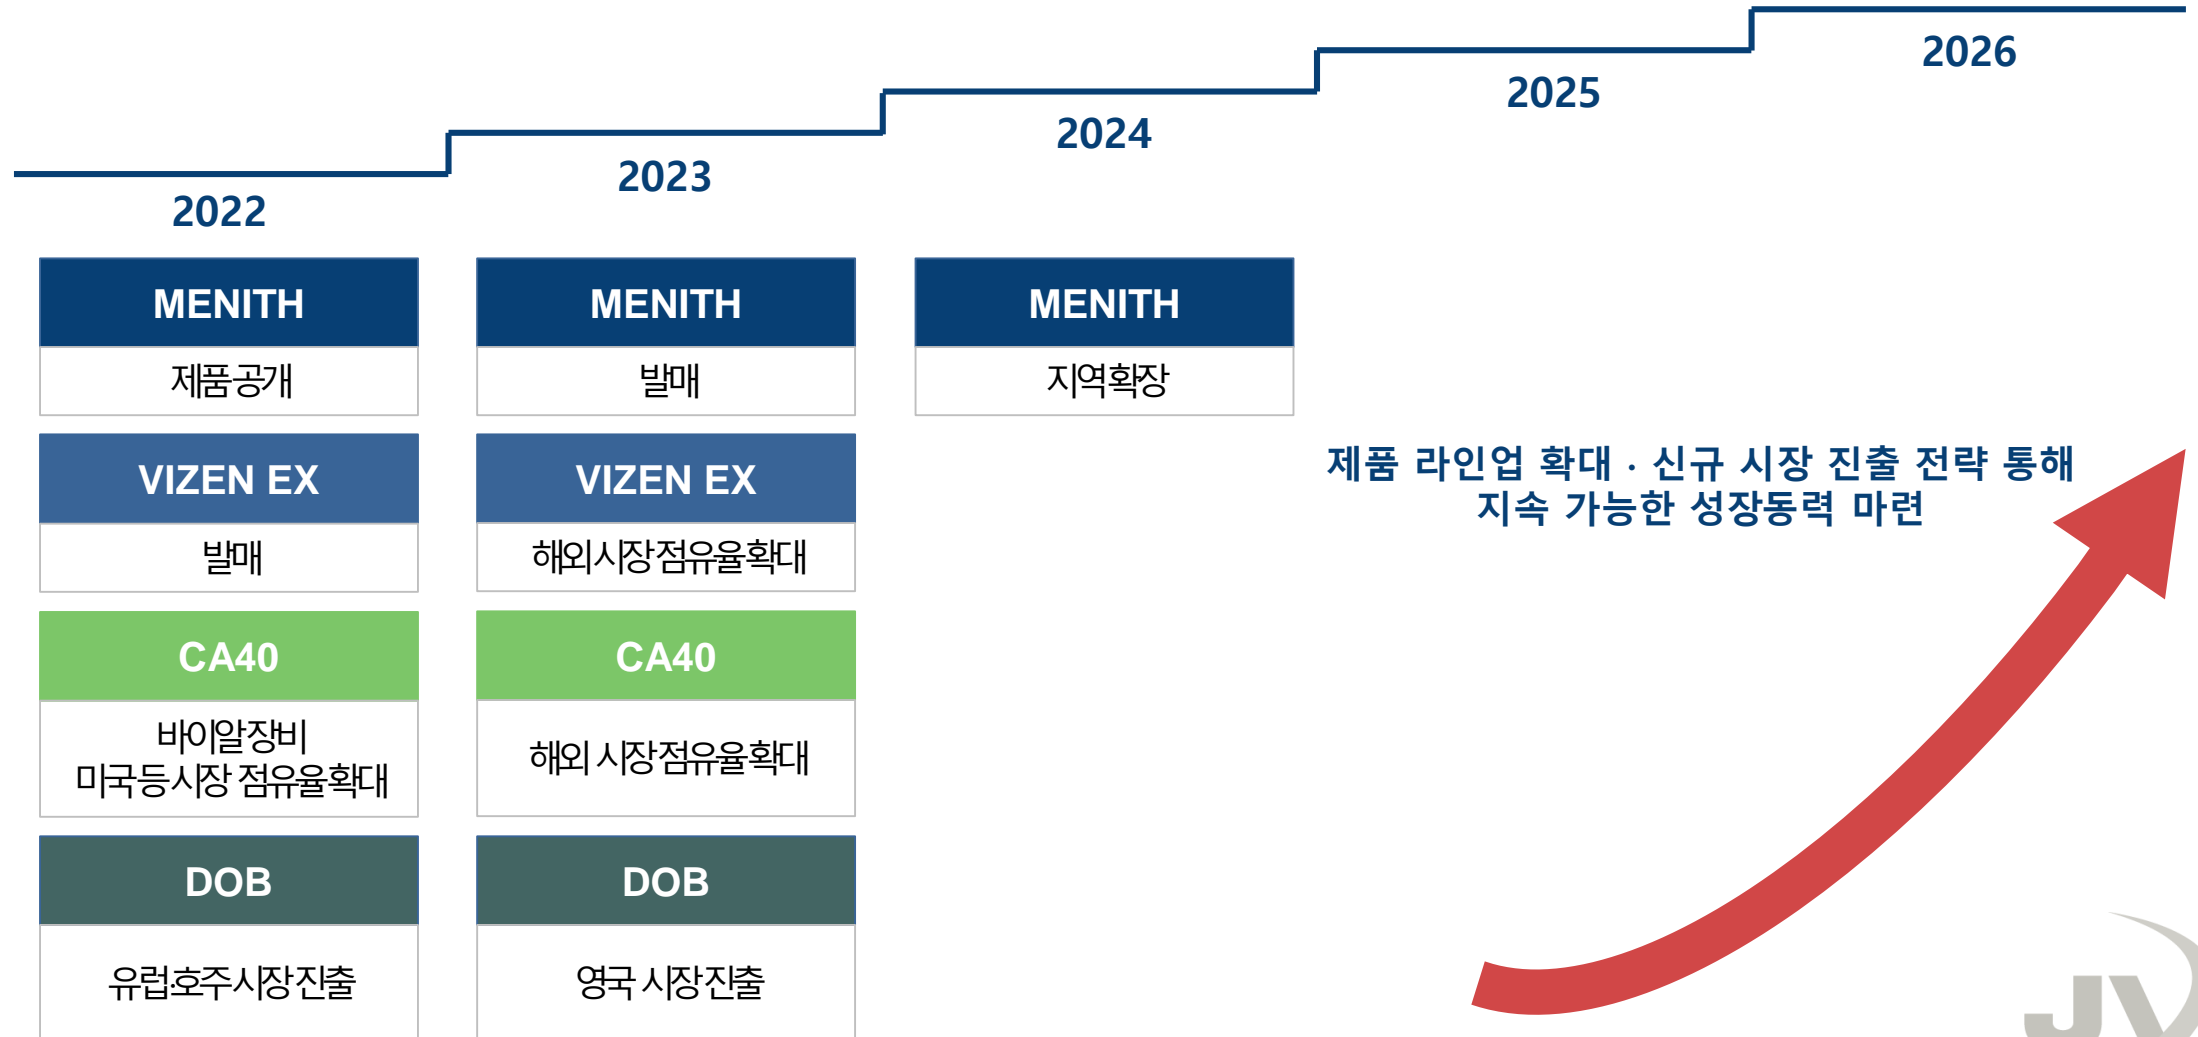 2026
2025
2024
2023
2022
MENITH
제품공개
MENITH
발매
MENITH
지역확장
VIZEN EX
발매
VIZEN EX
해외시장점유율확대
제품 라인업 확대 · 신규 시장 진출 전략 통해
지속 가능한 성장동력 마련
CA40
바이알장비
미국등시장 점유율확대
CA40
해외 시장점유율확대
DOB
유럽·호주시장진출
DOB
영국 시장진출
JV